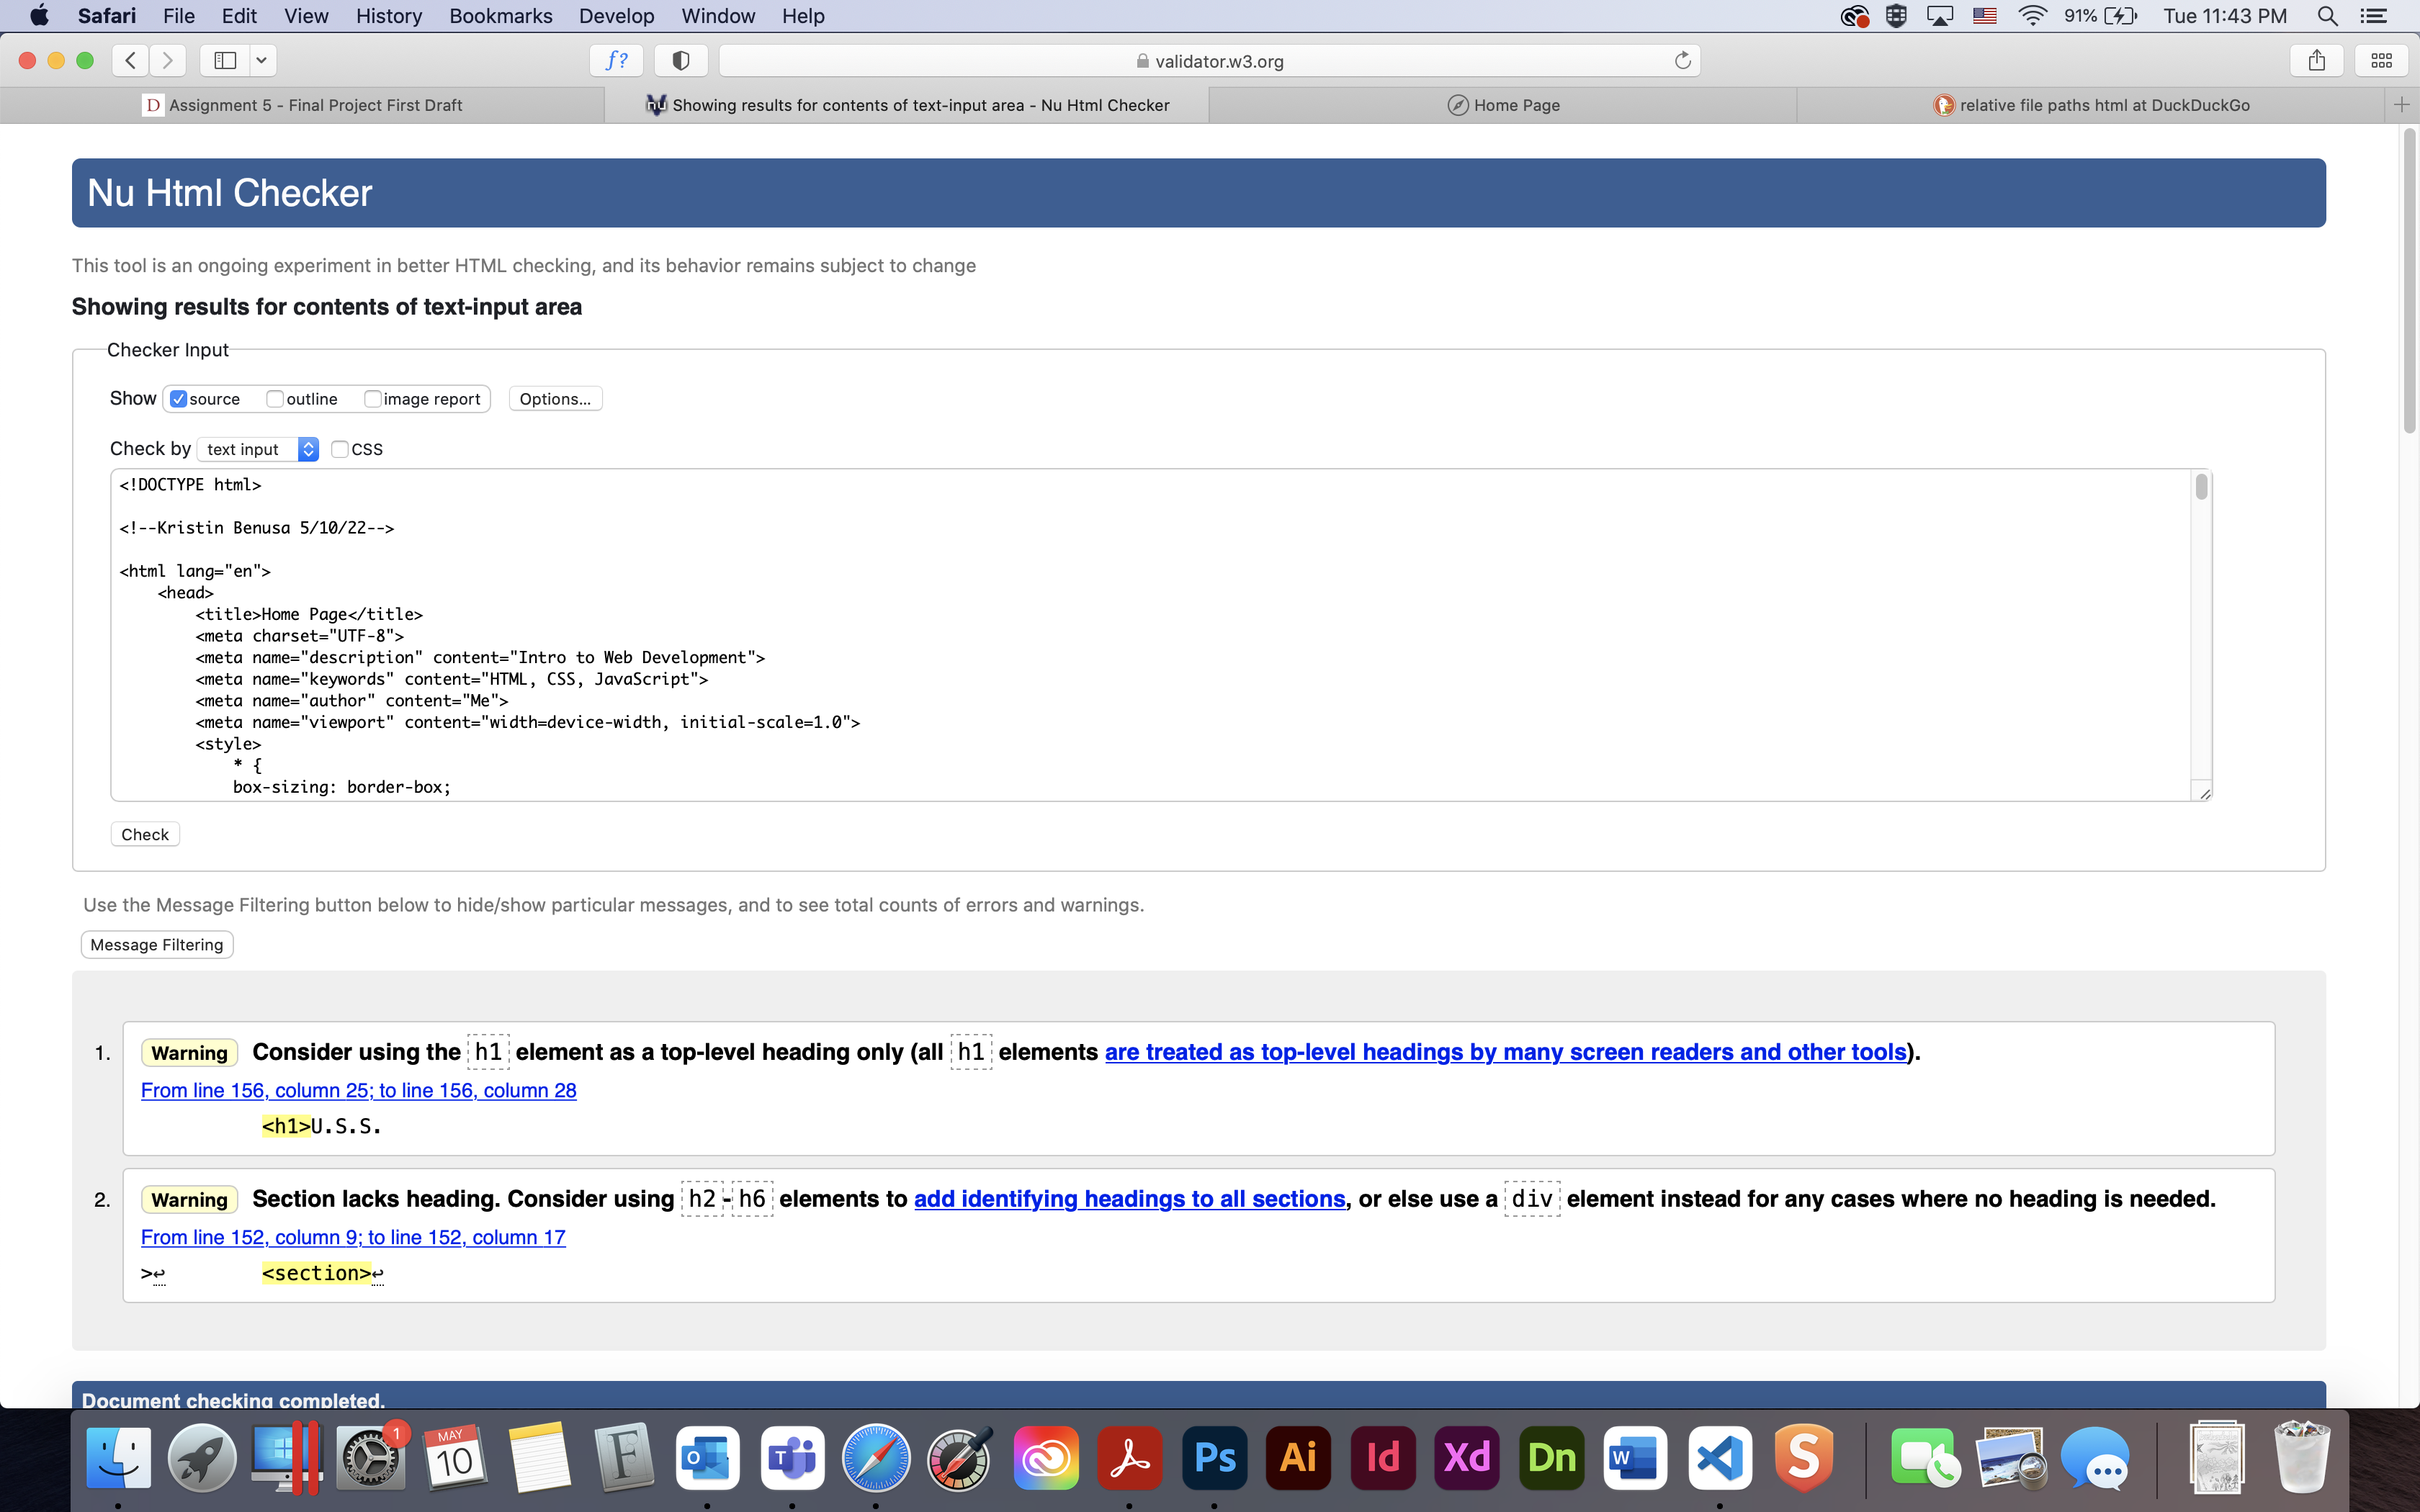 Safari File Edit View History Bookmarks Develop Window Help 91% Tue 11:43 PM
f? validator.w3.org
D Assignment 5 - Final Project First Draft
nu Showing results for contents of text-input area - Nu Html Checker
Home Page
relative file paths html at DuckDuckGo
Nu Html Checker
This tool is an ongoing experiment in better HTML checking, and its behavior remains subject to change
Showing results for contents of text-input area
Checker Input
Show source outline image report Options...
Check by text input CSS
<!DOCTYPE html>
<!--Kristin Benusa 5/10/22-->
<html lang="en">
<head>
<title>Home Page</title>
<meta charset="UTF-8">
<meta name="description" content="Intro to Web Development">
<meta name="keywords" content="HTML, CSS, JavaScript">
<meta name="author" content="Me">
<meta name="viewport" content="width=device-width, initial-scale=1.0">
<style>
* {
box-sizing: border-box;
Check
Use the Message Filtering button below to hide/show particular messages, and to see total counts of errors and warnings.
Message Filtering
1. Warning Consider using the h1 element as a top-level heading only (all h1 elements are treated as top-level headings by many screen readers and other tools).
From line 156, column 25; to line 156, column 28
<h1>U.S.S.
2. Warning Section lacks heading. Consider using h2-h6 elements to add identifying headings to all sections, or else use a div element instead for any cases where no heading is needed.
From line 152, column 9; to line 152, column 17
>↩ <section>↩
Document checking completed.
1 MAY 10 F O T Ps Ai Id Xd Dn W S